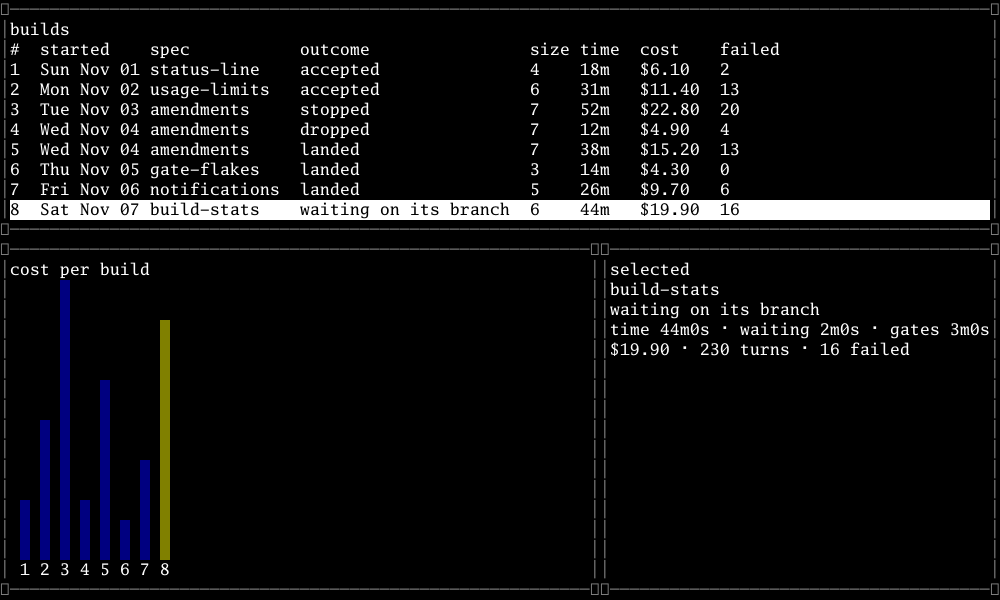 builds
#  started    spec           outcome                size time  cost    failed
1  Sun Nov 01 status-line    accepted               4    18m   $6.10   2
2  Mon Nov 02 usage-limits   accepted               6    31m   $11.40  13
3  Tue Nov 03 amendments     stopped                7    52m   $22.80  20
4  Wed Nov 04 amendments     dropped                7    12m   $4.90   4
5  Wed Nov 04 amendments     landed                 7    38m   $15.20  13
6  Thu Nov 05 gate-flakes    landed                 3    14m   $4.30   0
7  Fri Nov 06 notifications  landed                 5    26m   $9.70   6
8  Sat Nov 07 build-stats    waiting on its branch  6    44m   $19.90  16
cost per build
1 2 3 4 5 6 7 8
selected
build-stats
waiting on its branch
time 44m0s · waiting 2m0s · gates 3m0s
$19.90 · 230 turns · 16 failed